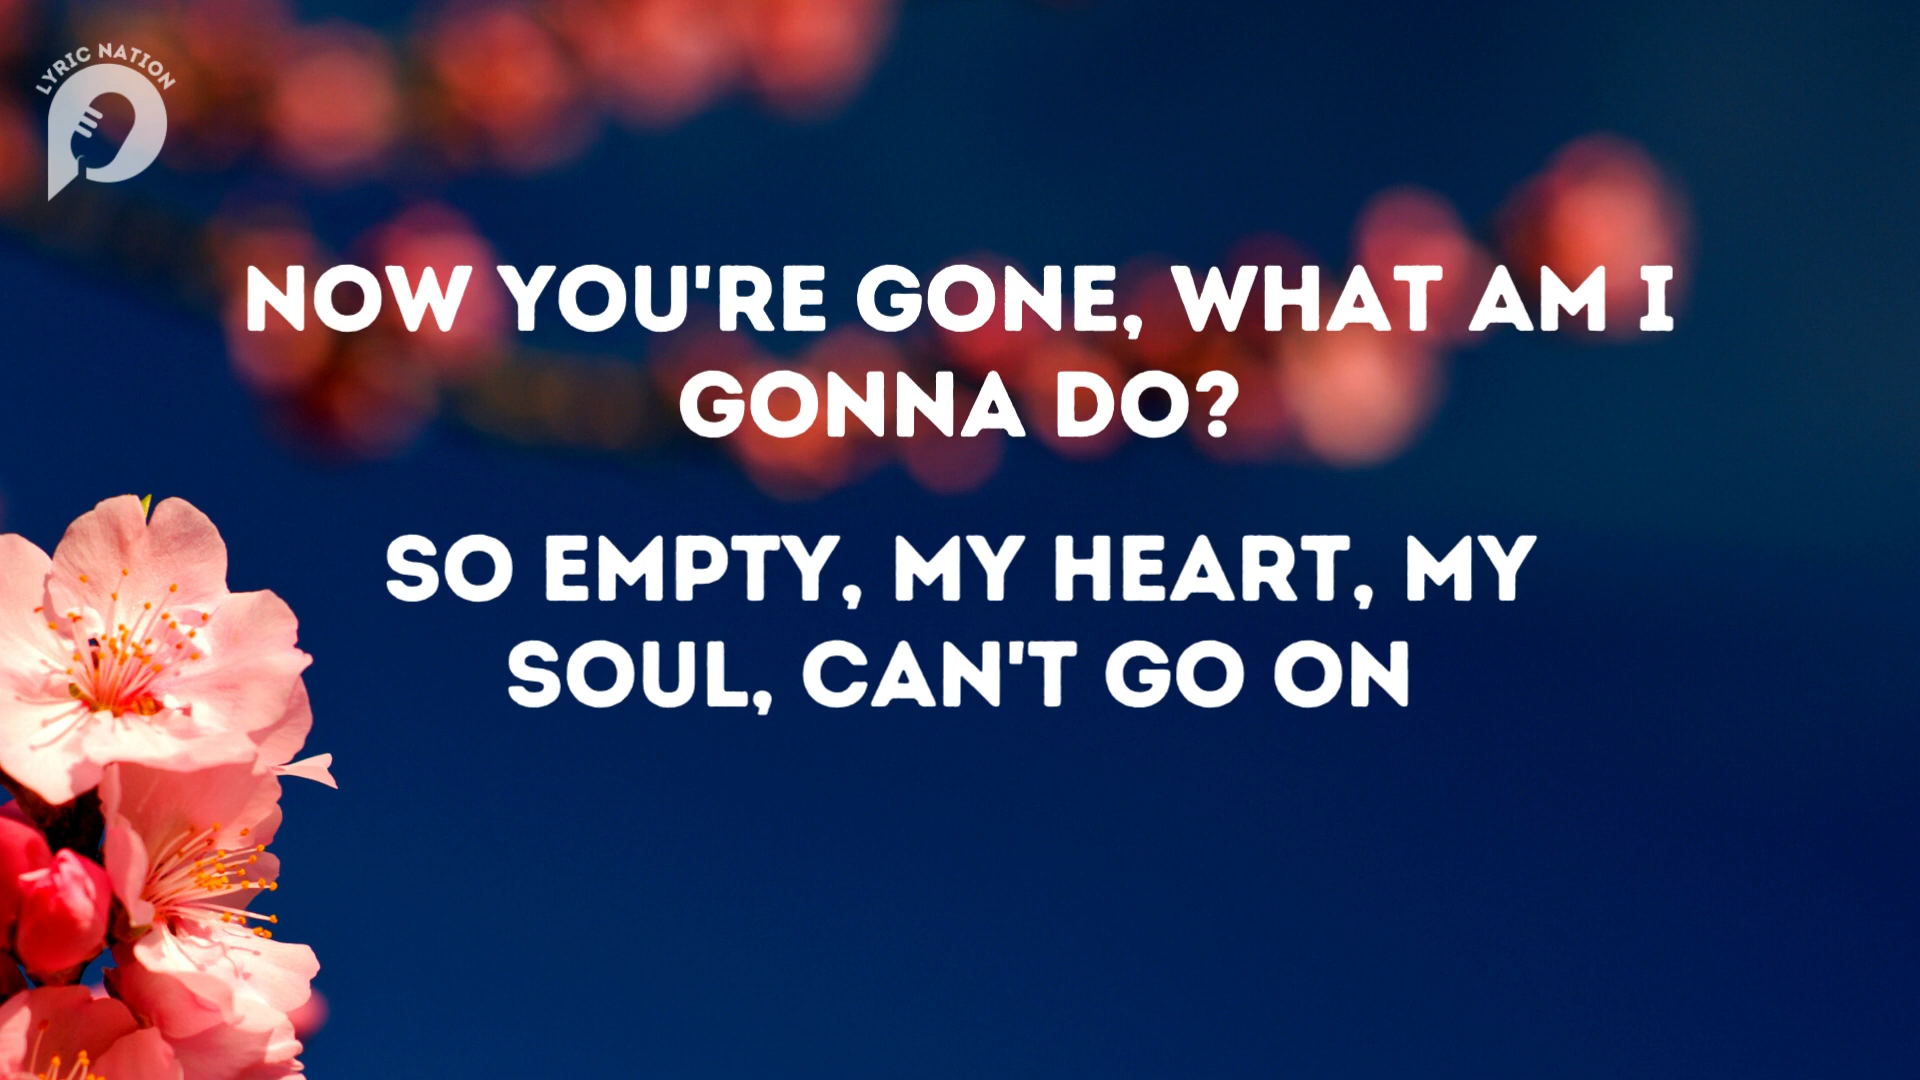 LYRIC NATION
NOW YOU'RE GONE, WHAT AM I
GONNA DO?
SO EMPTY, MY HEART, MY
SOUL, CAN'T GO ON